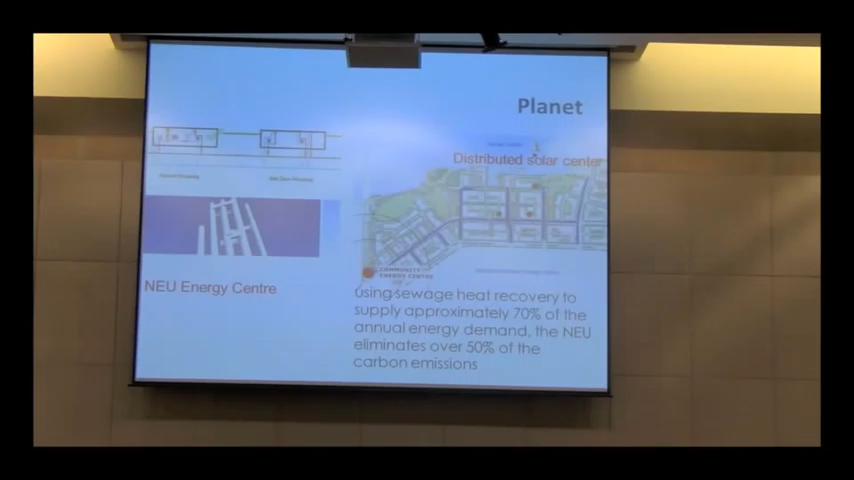 Planet
Distributed solar center
COMMUNITY
ENERGY CENTRE
NEU Energy Centre
using sewage heat recovery to
supply approximately 70% of the
annual energy demand, the NEU
eliminates over 50% of the
carbon emissions